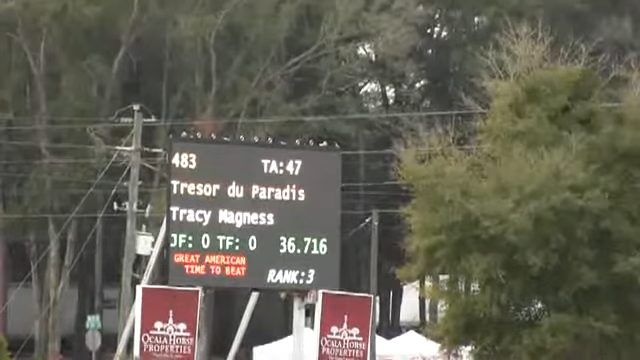 483 TA:47
Tresor du Paradis
Tracy Magness
JF: 0 TF: 0 36.716
GREAT AMERICAN
TIME TO BEAT
RANK:3
OCALA HORSE
PROPERTIES
OCALA HORSE
PROPERTIES